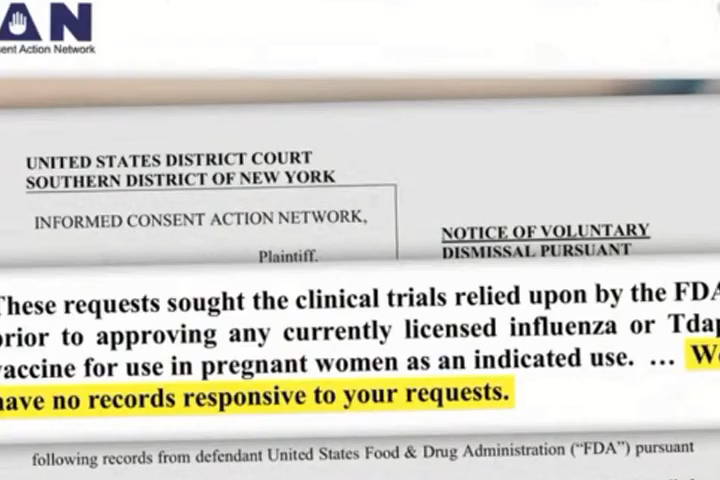 AN
ent Action Network
UNITED STATES DISTRICT COURT
SOUTHERN DISTRICT OF NEW YORK
INFORMED CONSENT ACTION NETWORK,
Plaintiff.
NOTICE OF VOLUNTARY
DISMISSAL PURSUANT
These requests sought the clinical trials relied upon by the FDA
prior to approving any currently licensed influenza or Tdap
vaccine for use in pregnant women as an indicated use. … We
have no records responsive to your requests.
following records from defendant United States Food & Drug Administration (“FDA”) pursuant